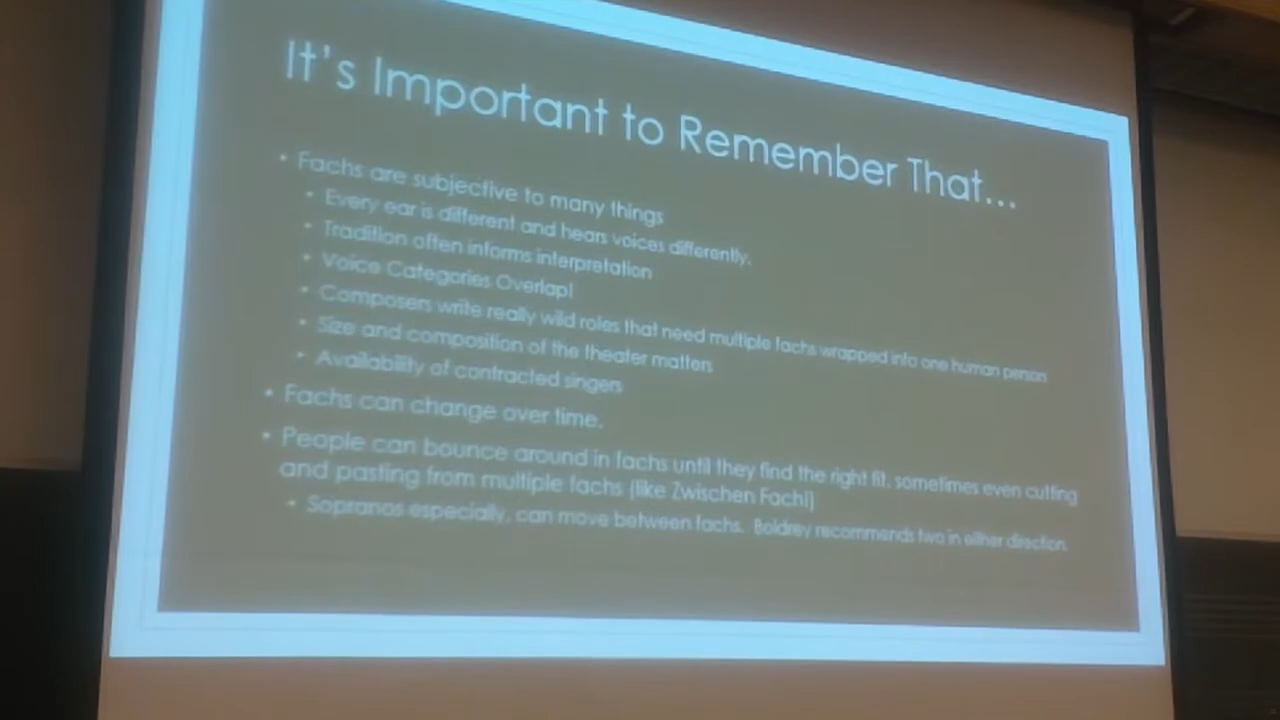 It's Important to Remember That...
• Fachs are subjective to many things
• Every ear is different and hears voices differently.
• Tradition often informs interpretation
• Voice Categories Overlap!
• Composers write really wild roles that need multiple fachs wrapped into one human person
• Size and composition of the theater matters
• Availability of contracted singers
• Fachs can change over time.
• People can bounce around in fachs until they find the right fit, sometimes even cutting
and pasting from multiple fachs (like Zwischen Fach!)
• Sopranos especially, can move between fachs. Boldrey recommends two in either direction.